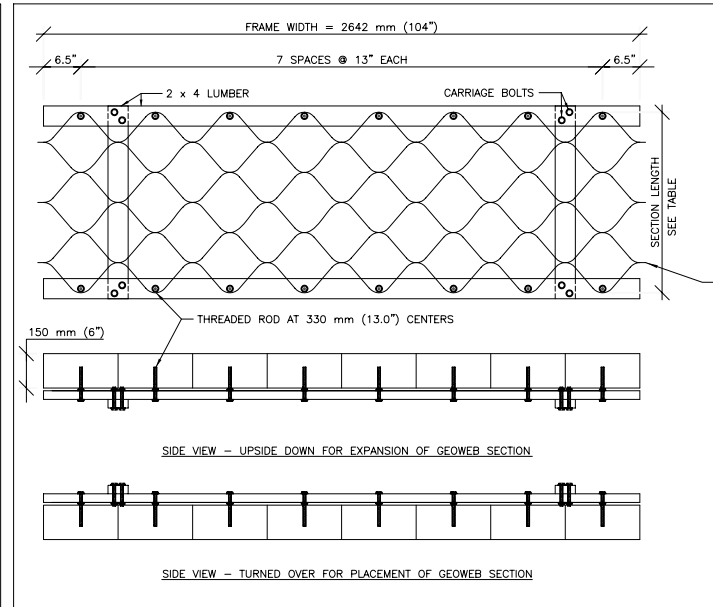 FRAME WIDTH = 2642 mm (104")
6.5" 7 SPACES @ 13" EACH 6.5"
2 x 4 LUMBER
CARRIAGE BOLTS
SECTION LENGTH
SEE TABLE
THREADED ROD AT 330 mm (13.0") CENTERS
150 mm (6")
SIDE VIEW – UPSIDE DOWN FOR EXPANSION OF GEOWEB SECTION
SIDE VIEW – TURNED OVER FOR PLACEMENT OF GEOWEB SECTION